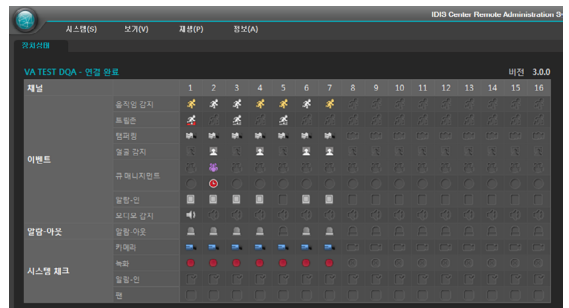 IDIS Center Remote Administration S
시스템(S) 보기(V) 재생(P) 정보(A)
장치상태
VA TEST DQA - 연결 완료 버전 3.0.0
채널 1 2 3 4 5 6 7 8 9 10 11 12 13 14 15 16
이벤트
움직임 감지
트립존
탬퍼링
얼굴 감지
큐 매니지먼트
알람-인
오디오 감지
알람-아웃 알람-아웃
시스템 체크
카메라
녹화
알람-인
팬